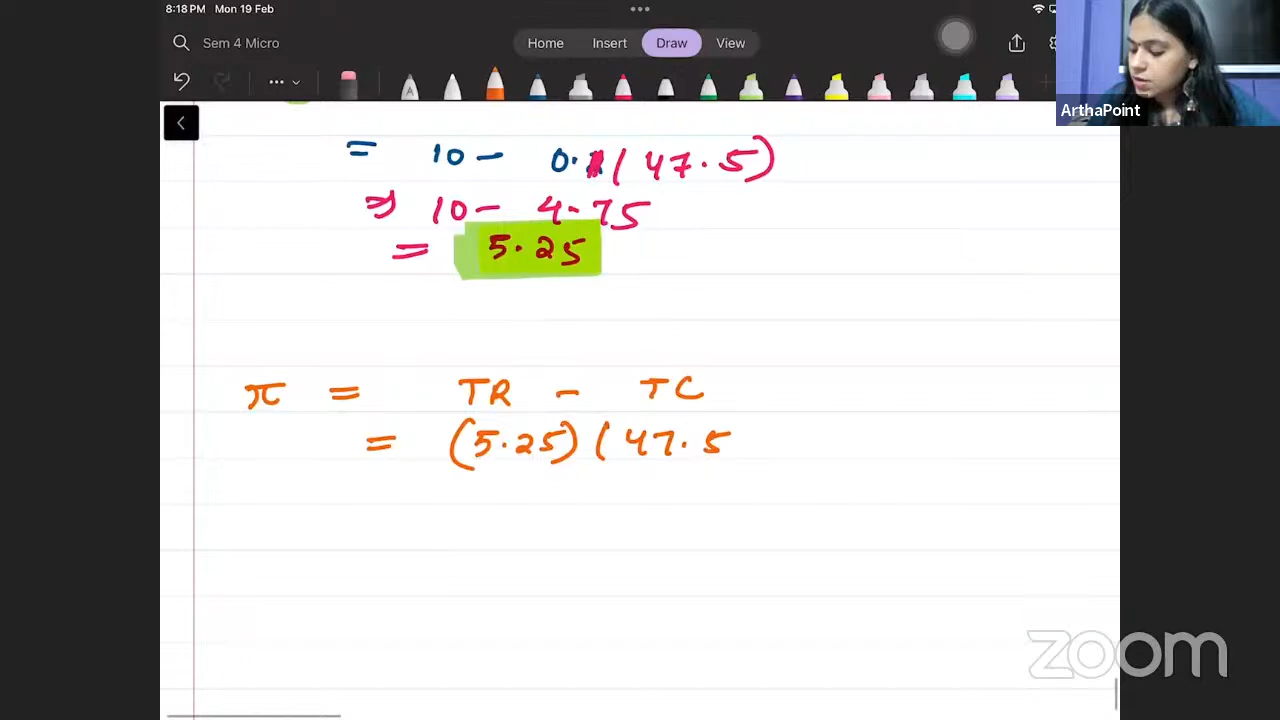 8:18 PM Mon 19 Feb
Sem 4 Micro
Home Insert Draw View
A
ArthaPoint
= 10 - 0.1(47.5)
⇒ 10 - 4.75
= 5.25
π = TR - TC
= (5.25)(47.5
zoom